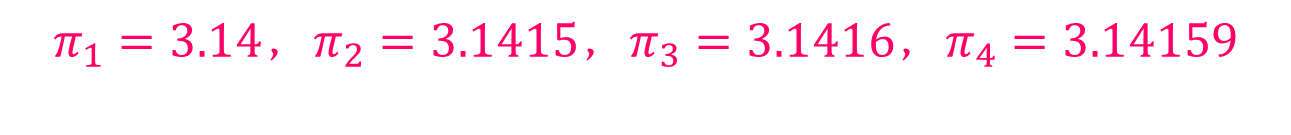 π₁ = 3.14, π₂ = 3.1415, π₃ = 3.1416, π₄ = 3.14159